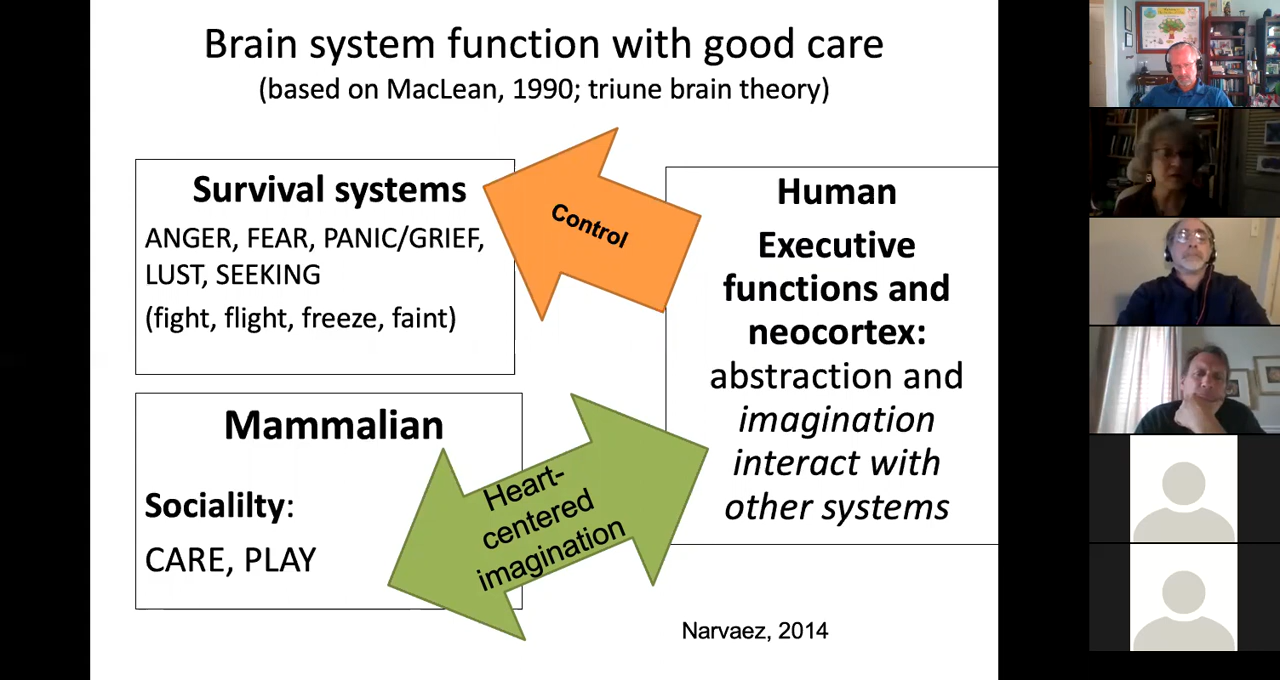 Brain system function with good care
(based on MacLean, 1990; triune brain theory)
Survival systems
ANGER, FEAR, PANIC/GRIEF,
LUST, SEEKING
(fight, flight, freeze, faint)
Control
Human
Executive
functions and
neocortex:
abstraction and
imagination
interact with
other systems
Mammalian
Socialilty:
CARE, PLAY
Heart-
centered
imagination
Narvaez, 2014